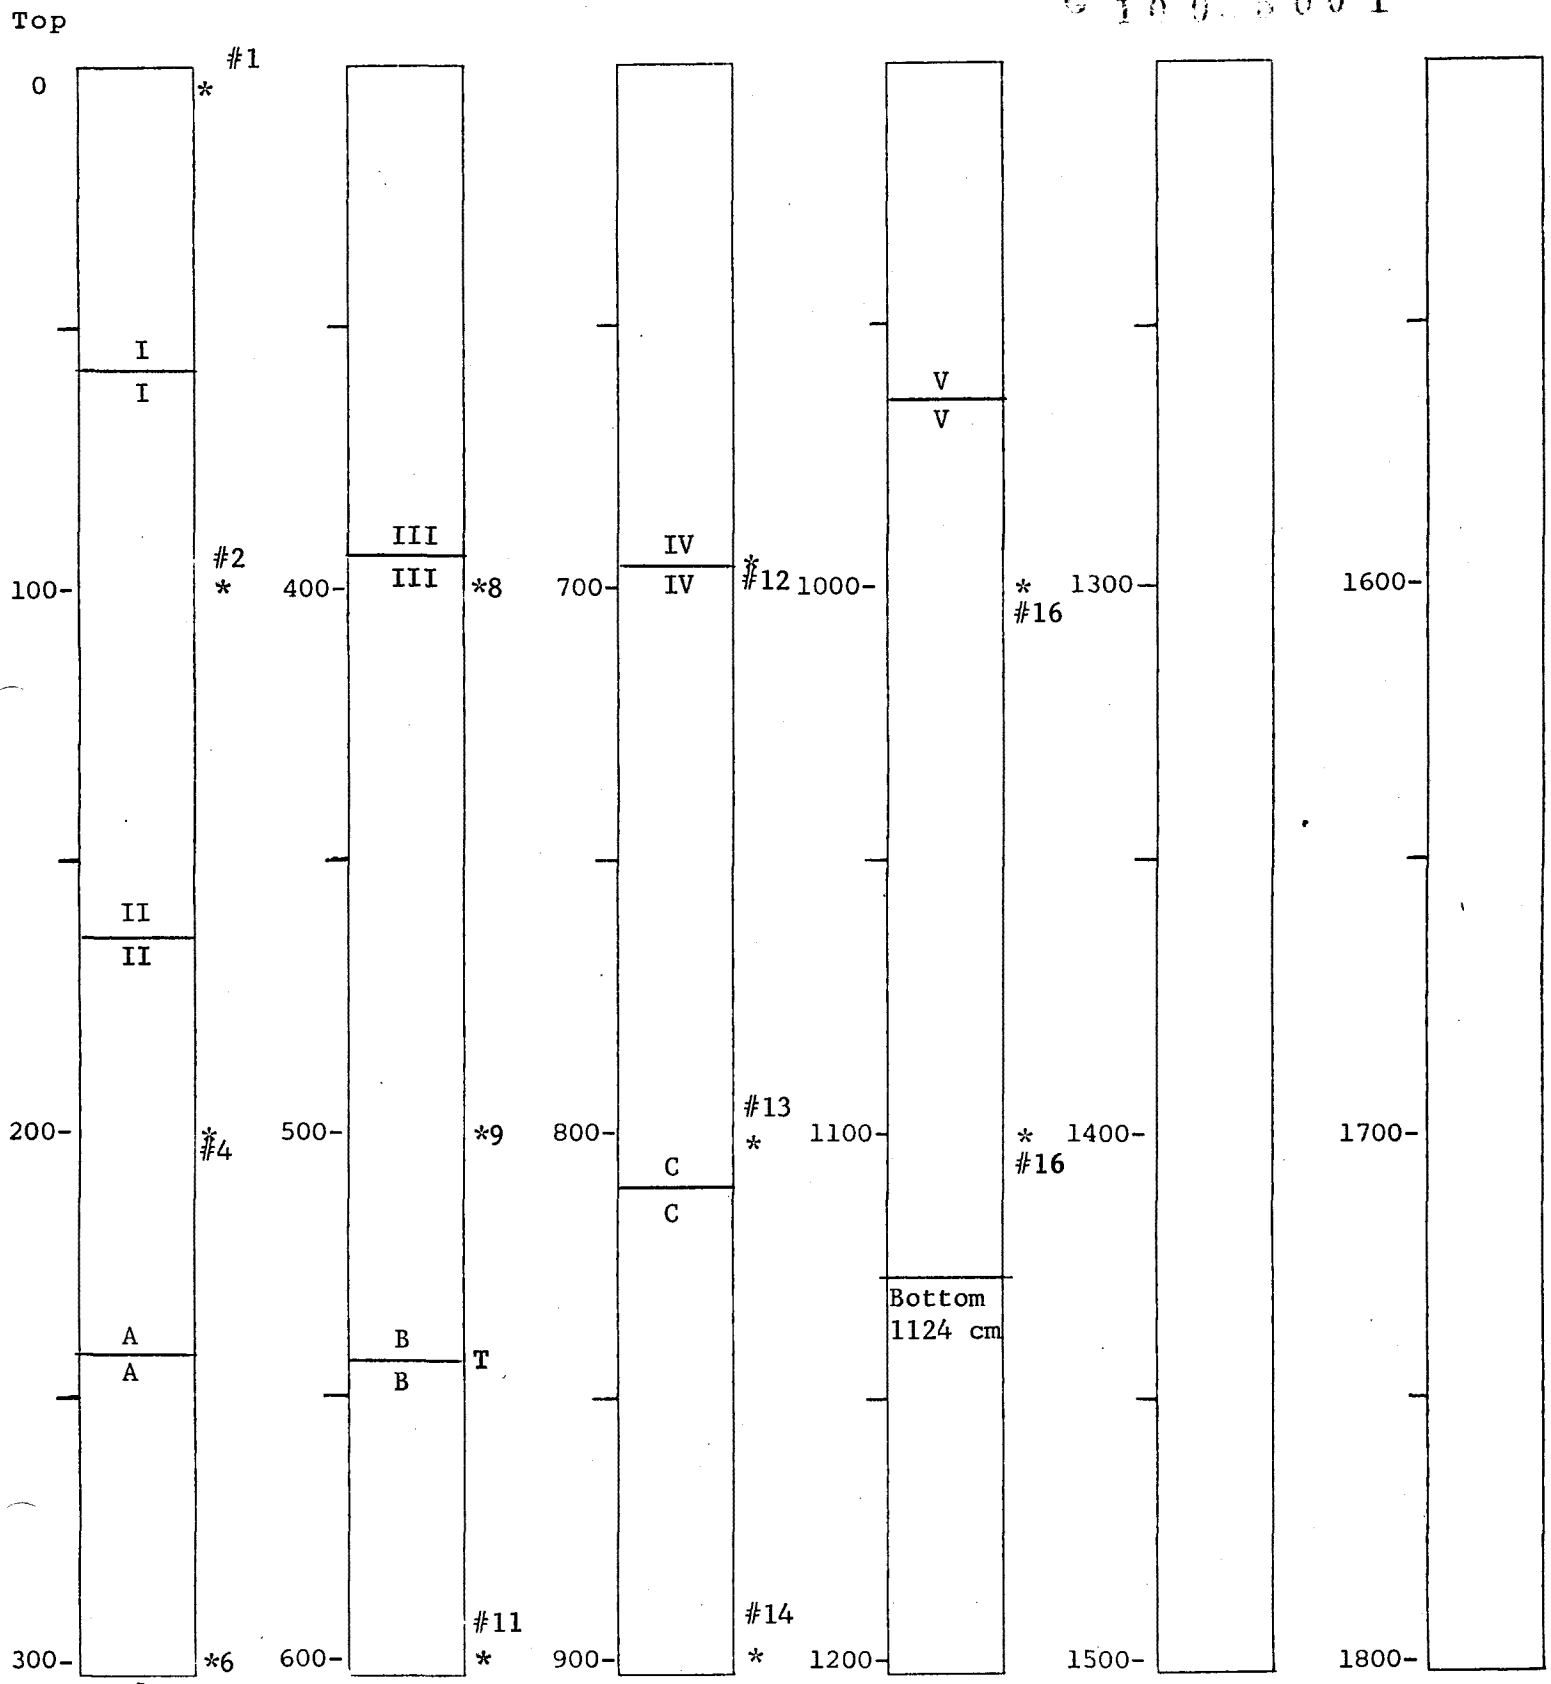 Top
0
#1
*
I
I
#2
*
100-
II
II
200-
*
#4
A
A
300-
*6
III
III
400-
*8
500-
*9
B
B
T
#11
600-
*
IV
IV
700-
*
#12
#13
800-
*
C
C
#14
900-
*
V
V
1000-
*
#16
1100-
*
#16
Bottom
1124 cm
1200-
1300-
1400-
1500-
1600-
1700-
1800-